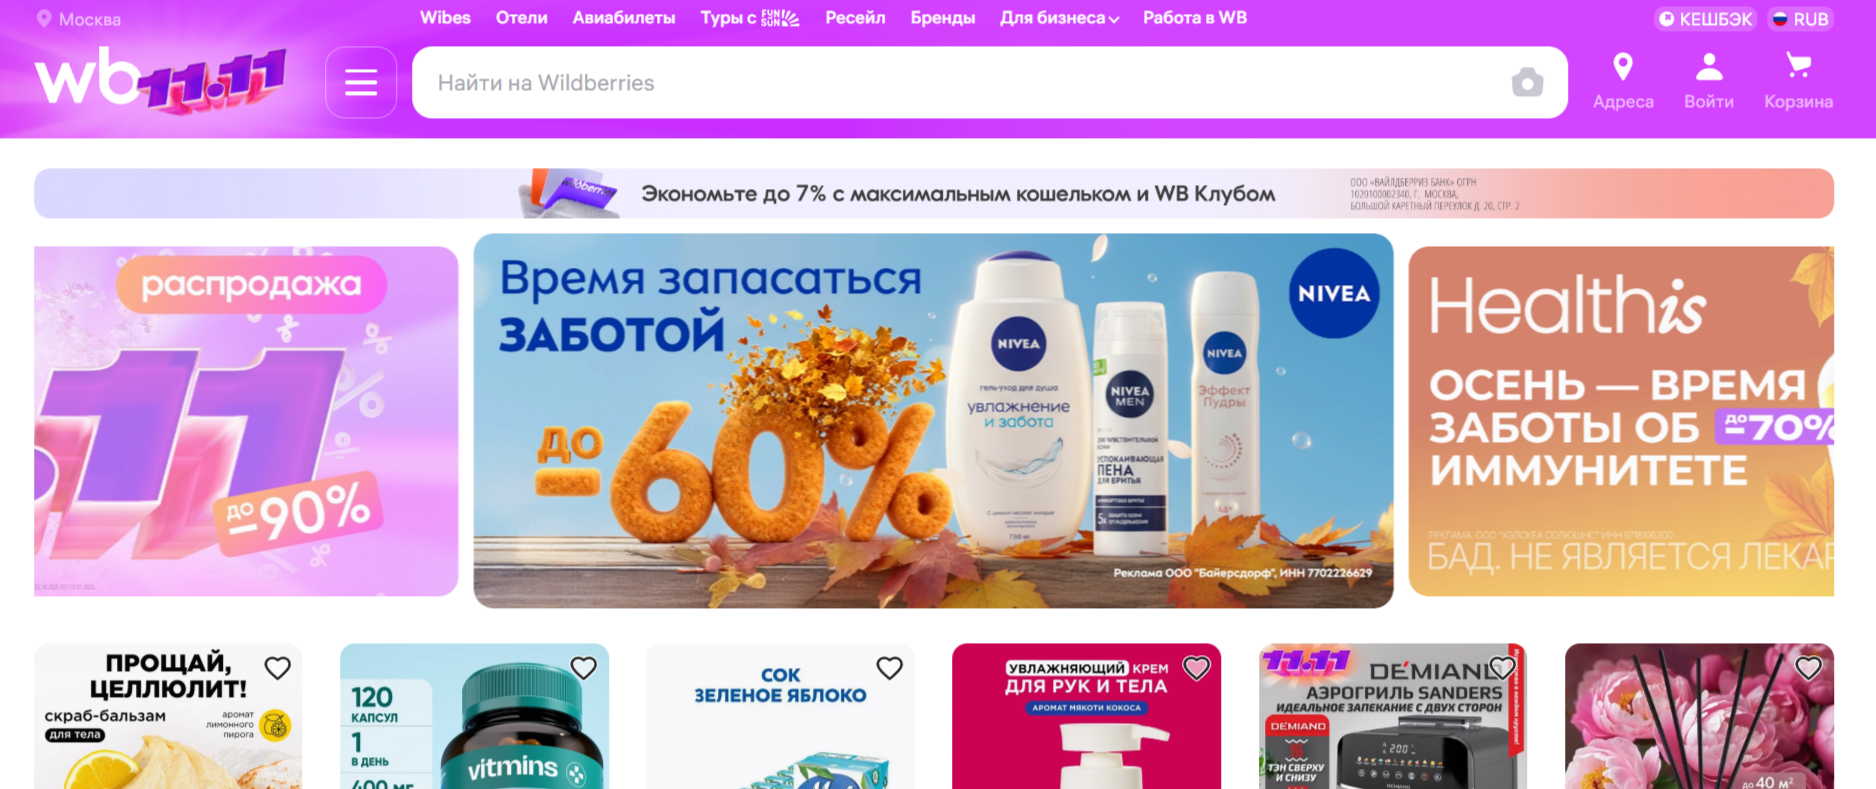 Москва
Wibes Отели Авиабилеты Туры с FUN SUN Ресейл Бренды Для бизнеса Работа в WB
КЕШБЭК RUB
wb 11.11
Найти на Wildberries
Адреса Войти Корзина
Экономьте до 7% с максимальным кошельком и WB Клубом
ООО «ВАЙЛДБЕРРИЗ БАНК» ОГРН
1020100002340, Г. МОСКВА,
БОЛЬШОЙ КАРЕТНЫЙ ПЕРЕУЛОК Д. 20, СТР. 2
распродажа
11
до
-90%
Время запасаться
ЗАБОТОЙ
до
-60%
NIVEA
NIVEA
гель-уход для душа
увлажнение
и забота
NIVEA
MEN
УСПОКАИВАЮЩАЯ
ПЕНА
ДЛЯ БРИТЬЯ
NIVEA
Эффект
Пудры
Реклама ООО "Байерсдорф", ИНН 7702226629
Healthis
ОСЕНЬ — ВРЕМЯ
ЗАБОТЫ ОБ
ИММУНИТЕТЕ
до
-70%
БАД. НЕ ЯВЛЯЕТСЯ ЛЕКАР
ПРОЩАЙ,
ЦЕЛЛЮЛИТ!
скраб-бальзам
для тела
аромат
лимонного
пирога
120
КАПСУЛ
1
В ДЕНЬ
400 МГ
vitmins
СОК
ЗЕЛЕНОЕ ЯБЛОКО
УВЛАЖНЯЮЩИЙ КРЕМ
ДЛЯ РУК И ТЕЛА
АРОМАТ МЯКОТИ КОКОСА
11.11
DEMIAND
АЭРОГРИЛЬ SANDERS
ИДЕАЛЬНОЕ ЗАПЕКАНИЕ С ДВУХ СТОРОН
DEMIAND
ТЭН СВЕРХУ
И СНИЗУ
200°
до 40 м²